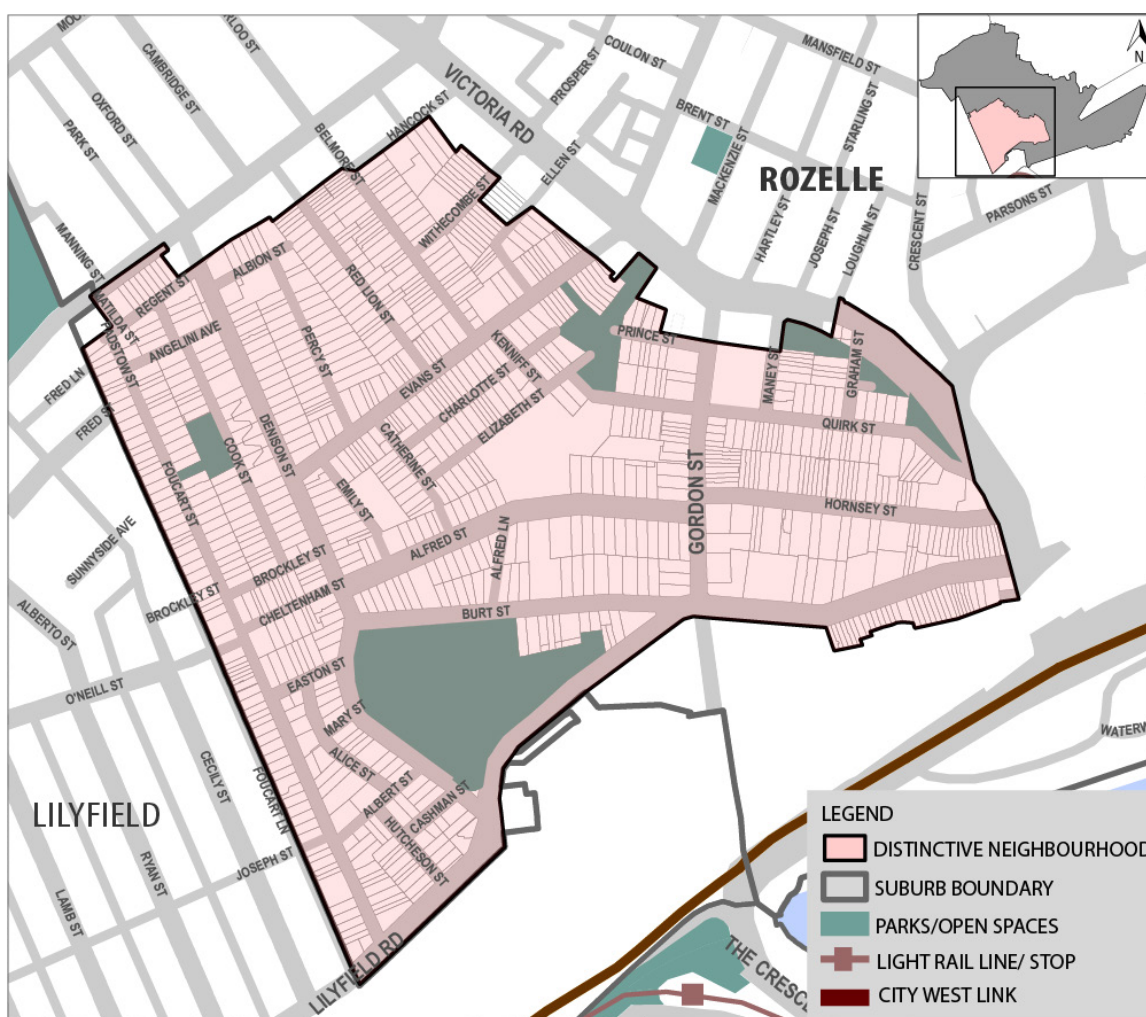 MANSFIELD ST
COULON ST
PROSPER ST
CAMBRIDGE ST
OXFORD ST
PARK ST
VICTORIA RD
HANCOCK ST
BELMORE ST
BRENT ST
STARLING ST
MACKENZIE ST
ROZELLE
N
ELLEN ST
WITHECOMBE ST
HARTLEY ST
JOSEPH ST
LOUGHLIN ST
CRESCENT ST
PARSONS ST
MANNING ST
MATILDA ST
PADSTOW ST
REGENT ST
ALBION ST
RED LION ST
ANGELINI AVE
PERCY ST
FRED LN
FRED ST
EVANS ST
KENNIFF ST
CHARLOTTE ST
ELIZABETH ST
PRINCE ST
MANEY ST
GRAHAM ST
QUIRK ST
DENISON ST
COOK ST
FOUCART ST
CATHERINE ST
EMILY ST
GORDON ST
HORNSEY ST
SUNNYSIDE AVE
BROCKLEY ST
BROCKLEY ST
ALFRED ST
ALFRED LN
CHELTENHAM ST
BURT ST
ALBERTO ST
O'NEILL ST
EASTON ST
MARY ST
ALICE ST
ALBERT ST
CASHMAN ST
HUTCHESON ST
CECILY ST
FOUCART LN
LILYFIELD
JOSEPH ST
RYAN ST
LAMB ST
LILYFIELD RD
WATERW
THE CRESC
LEGEND
DISTINCTIVE NEIGHBOURHOOD
SUBURB BOUNDARY
PARKS/OPEN SPACES
LIGHT RAIL LINE/ STOP
CITY WEST LINK